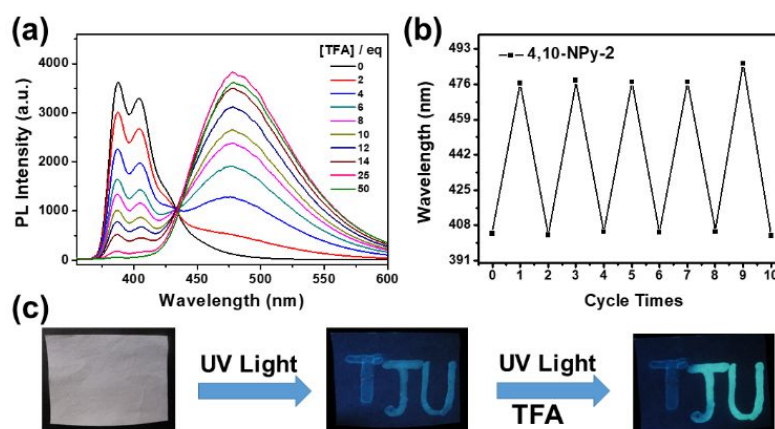 (a)
PL Intensity (a.u.)
4000
3000
2000
1000
0
400
450
500
550
600
Wavelength (nm)
[TFA] / eq
0
2
4
6
8
10
12
14
25
50
(b)
Wavelength (nm)
493
476
459
442
425
408
391
0 1 2 3 4 5 6 7 8 9 10
Cycle Times
4,10-NPy-2
(c)
UV Light
TJU
UV Light
TFA
TJU